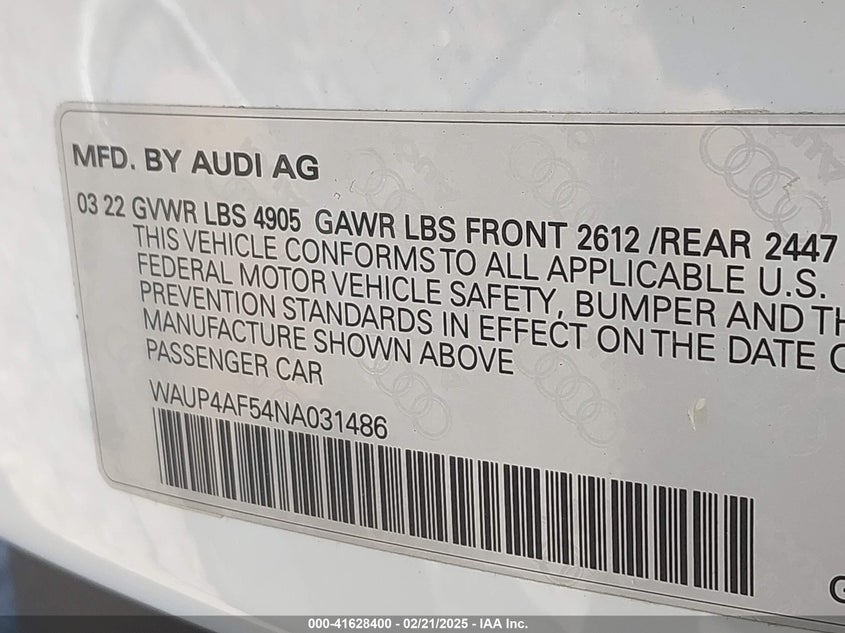 MFD. BY AUDI AG
03 22 GVWR LBS 4905 GAWR LBS FRONT 2612 /REAR 2447
THIS VEHICLE CONFORMS TO ALL APPLICABLE U.S.
FEDERAL MOTOR VEHICLE SAFETY, BUMPER AND
PREVENTION STANDARDS IN EFFECT ON THE DATE
MANUFACTURE SHOWN ABOVE
PASSENGER CAR
WAUP4AF54NA031486
000-41628400 - 02/21/2025 - IAA Inc.